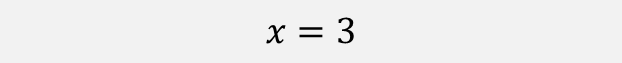 x = 3